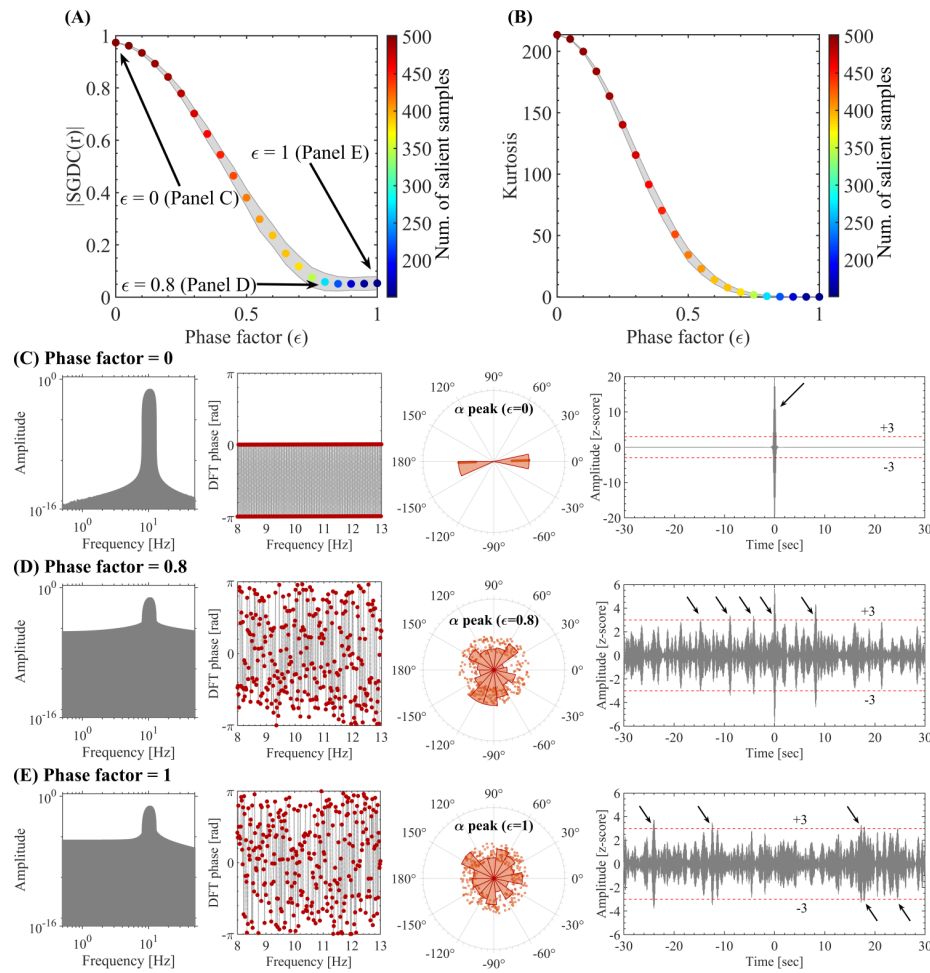 (A)
(B)
1
0.8
0.6
0.4
0.2
0
|SGDC(r)|
0
0.5
1
Phase factor (ϵ)
ϵ = 0 (Panel C)
ϵ = 1 (Panel E)
ϵ = 0.8 (Panel D)
500
400
300
200
Num. of salient samples
200
150
100
50
0
Kurtosis
0
0.5
1
Phase factor (ϵ)
500
400
300
200
Num. of salient samples
(C) Phase factor = 0
10^0
10^-16
Amplitude
10^0
10^1
Frequency [Hz]
π
0
-π
DFT phase [rad]
8 9 10 11 12 13
Frequency [Hz]
α peak (ϵ=0)
90°
60°
30°
0°
-30°
-60°
-90°
-120°
-150°
180°
150°
120°
20
10
0
-10
-20
Amplitude [z-score]
+3
-3
-30 -20 -10 0 10 20 30
Time [sec]
(D) Phase factor = 0.8
10^0
10^-16
Amplitude
10^0
10^1
Frequency [Hz]
π
0
-π
DFT phase [rad]
8 9 10 11 12 13
Frequency [Hz]
α peak (ϵ=0.8)
90°
60°
30°
0°
-30°
-60°
-90°
-120°
-150°
180°
150°
120°
6
4
2
0
-2
-4
-6
Amplitude [z-score]
+3
-3
-30 -20 -10 0 10 20 30
Time [sec]
(E) Phase factor = 1
10^0
10^-16
Amplitude
10^0
10^1
Frequency [Hz]
π
0
-π
DFT phase [rad]
8 9 10 11 12 13
Frequency [Hz]
α peak (ϵ=1)
90°
60°
30°
0°
-30°
-60°
-90°
-120°
-150°
180°
150°
120°
6
4
2
0
-2
-4
-6
Amplitude [z-score]
+3
-3
-30 -20 -10 0 10 20 30
Time [sec]